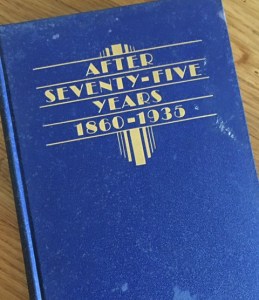 AFTER
SEVENTY-FIVE
YEARS
1860-1935